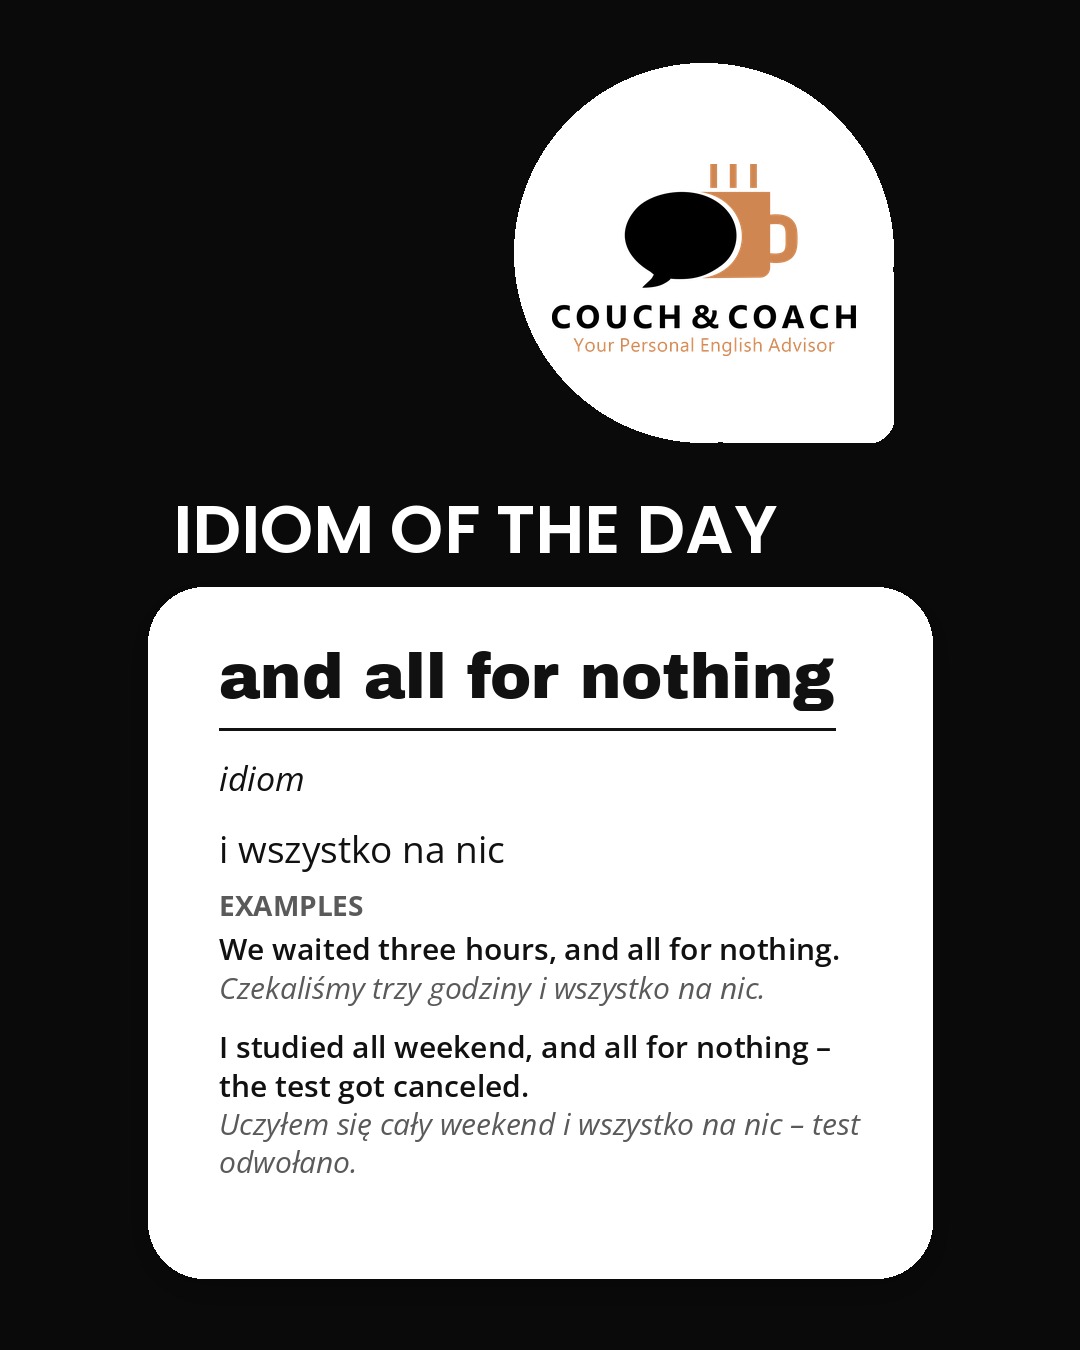 COUCH & COACH
Your Personal English Advisor
IDIOM OF THE DAY
and all for nothing
idiom
i wszystko na nic
EXAMPLES
We waited three hours, and all for nothing.
Czekaliśmy trzy godziny i wszystko na nic.
I studied all weekend, and all for nothing –
the test got canceled.
Uczyłem się cały weekend i wszystko na nic – test
odwołano.